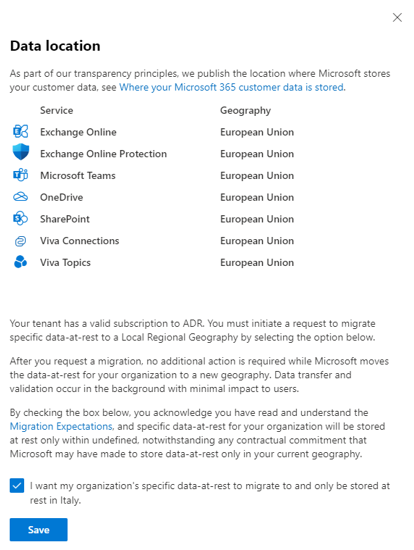 Data location
As part of our transparency principles, we publish the location where Microsoft stores
your customer data, see Where your Microsoft 365 customer data is stored.
Service Geography
Exchange Online European Union
Exchange Online Protection European Union
Microsoft Teams European Union
OneDrive European Union
SharePoint European Union
Viva Connections European Union
Viva Topics European Union
Your tenant has a valid subscription to ADR. You must initiate a request to migrate
specific data-at-rest to a Local Regional Geography by selecting the option below.
After you request a migration, no additional action is required while Microsoft moves
the data-at-rest for your organization to a new geography. Data transfer and
validation occur in the background with minimal impact to users.
By checking the box below, you acknowledge you have read and understand the
Migration Expectations, and specific data-at-rest for your organization will be stored
at rest only within undefined, notwithstanding any contractual commitment that
Microsoft may have made to store data-at-rest only in your current geography.
I want my organization's specific data-at-rest to migrate to and only be stored at
rest in Italy.
Save